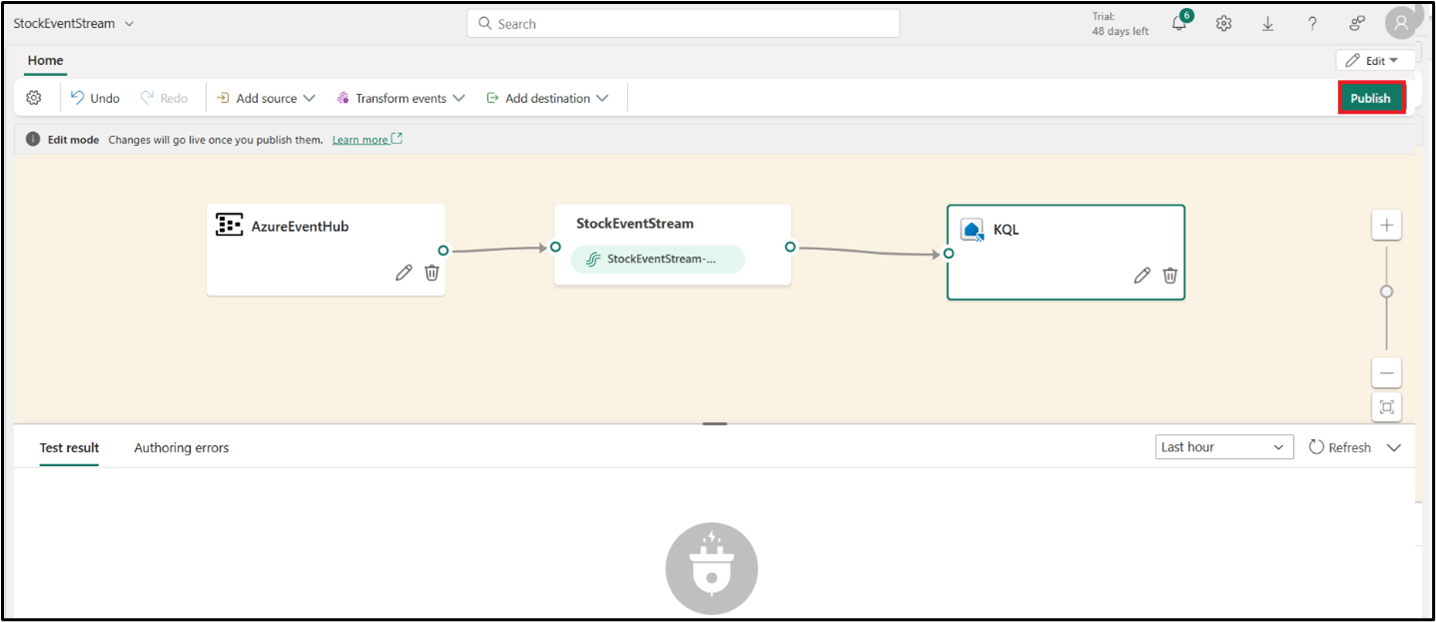 StockEventStream
Search
Trial:
48 days left
6
Home
Edit
Undo
Redo
Add source
Transform events
Add destination
Publish
Edit mode Changes will go live once you publish them. Learn more
AzureEventHub
StockEventStream
StockEventStream-...
KQL
Test result
Authoring errors
Last hour
Refresh